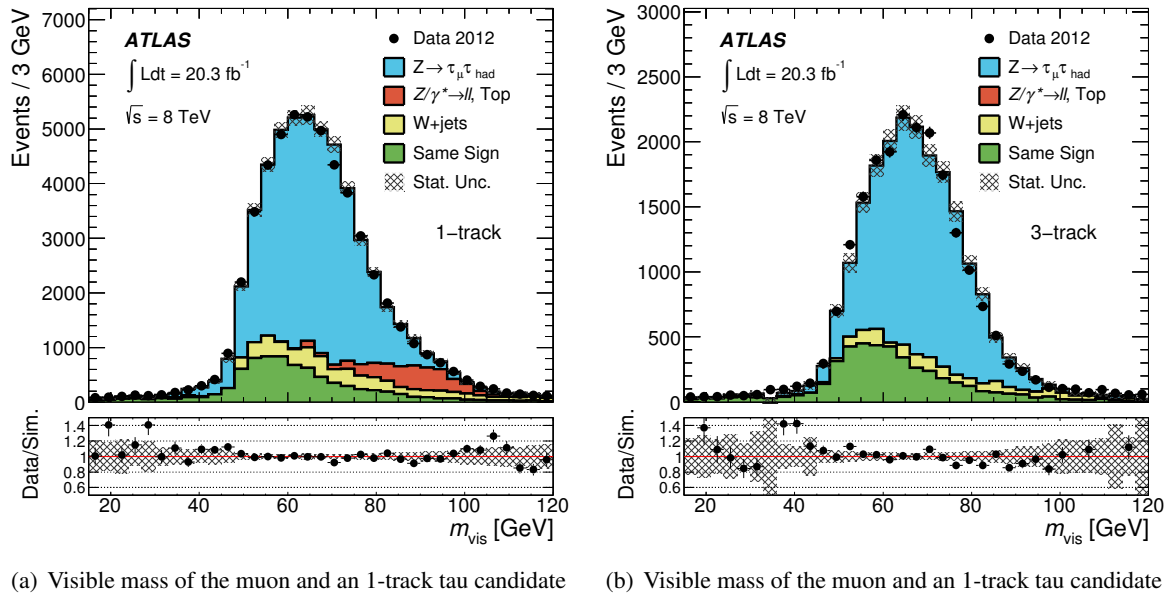 Events / 3 GeV
7000
6000
5000
4000
3000
2000
1000
0
ATLAS
∫ Ldt = 20.3 fb⁻¹
√s = 8 TeV
Data 2012
Z→τ_μτ_had
Z/γ*→ll, Top
W+jets
Same Sign
Stat. Unc.
1−track
Data/Sim.
1.4
1.2
1
0.8
0.6
20 40 60 80 100 120
m_vis [GeV]
(a) Visible mass of the muon and an 1-track tau candidate
Events / 3 GeV
3000
2500
2000
1500
1000
500
0
ATLAS
∫ Ldt = 20.3 fb⁻¹
√s = 8 TeV
Data 2012
Z→τ_μτ_had
Z/γ*→ll, Top
W+jets
Same Sign
Stat. Unc.
3−track
Data/Sim.
1.4
1.2
1
0.8
0.6
20 40 60 80 100 120
m_vis [GeV]
(b) Visible mass of the muon and an 1-track tau candidate